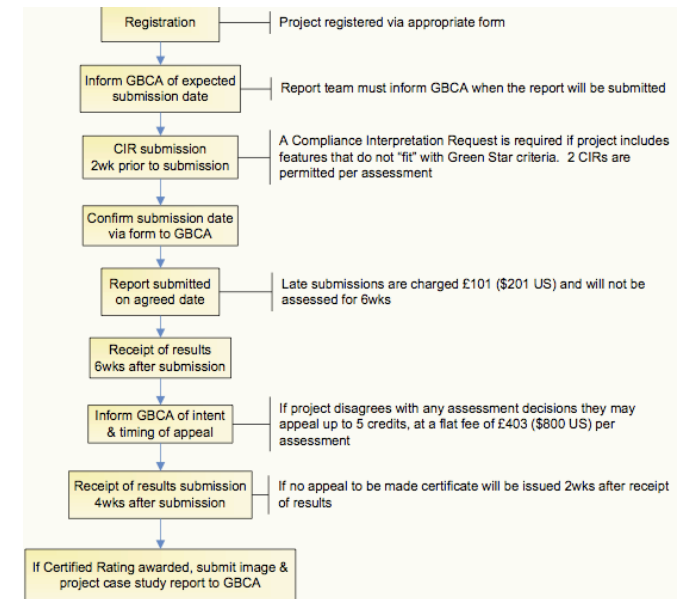 Registration
Project registered via appropriate form
Inform GBCA of expected
submission date
Report team must inform GBCA when the report will be submitted
CIR submission
2wk prior to submission
A Compliance Interpretation Request is required if project includes
features that do not "fit" with Green Star criteria.  2 CIRs are
permitted per assessment
Confirm submission date
via form to GBCA
Report submitted
on agreed date
Late submissions are charged £101 ($201 US) and will not be
assessed for 6wks
Receipt of results
6wks after submission
Inform GBCA of intent
& timing of appeal
If project disagrees with any assessment decisions they may
appeal up to 5 credits, at a flat fee of £403 ($800 US) per
assessment
Receipt of results submission
4wks after submission
If no appeal to be made certificate will be issued 2wks after receipt
of results
If Certified Rating awarded, submit image &
project case study report to GBCA